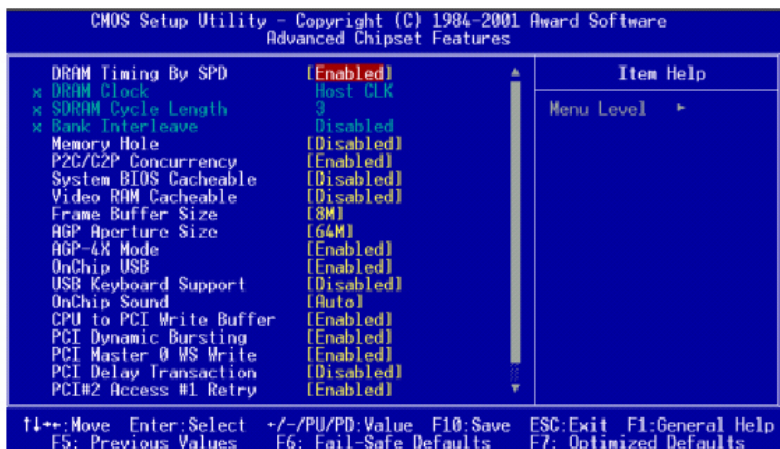 CMOS Setup Utility - Copyright (C) 1984-2001 Award Software
Advanced Chipset Features
DRAM Timing By SPD [Enabled]
x DRAM Clock Host CLK
x SDRAM Cycle Length 3
x Bank Interleave Disabled
Memory Hole [Disabled]
P2C/C2P Concurrency [Enabled]
System BIOS Cacheable [Disabled]
Video RAM Cacheable [Disabled]
Frame Buffer Size [8M]
AGP Aperture Size [64M]
AGP-4X Mode [Enabled]
OnChip USB [Enabled]
USB Keyboard Support [Disabled]
OnChip Sound [Auto]
CPU to PCI Write Buffer [Enabled]
PCI Dynamic Bursting [Enabled]
PCI Master 0 WS Write [Enabled]
PCI Delay Transaction [Disabled]
PCI#2 Access #1 Retry [Enabled]
Item Help
Menu Level ►
↑↓→←:Move Enter:Select +/-/PU/PD:Value F10:Save ESC:Exit F1:General Help
F5: Previous Values F6: Fail-Safe Defaults F7: Optimized Defaults